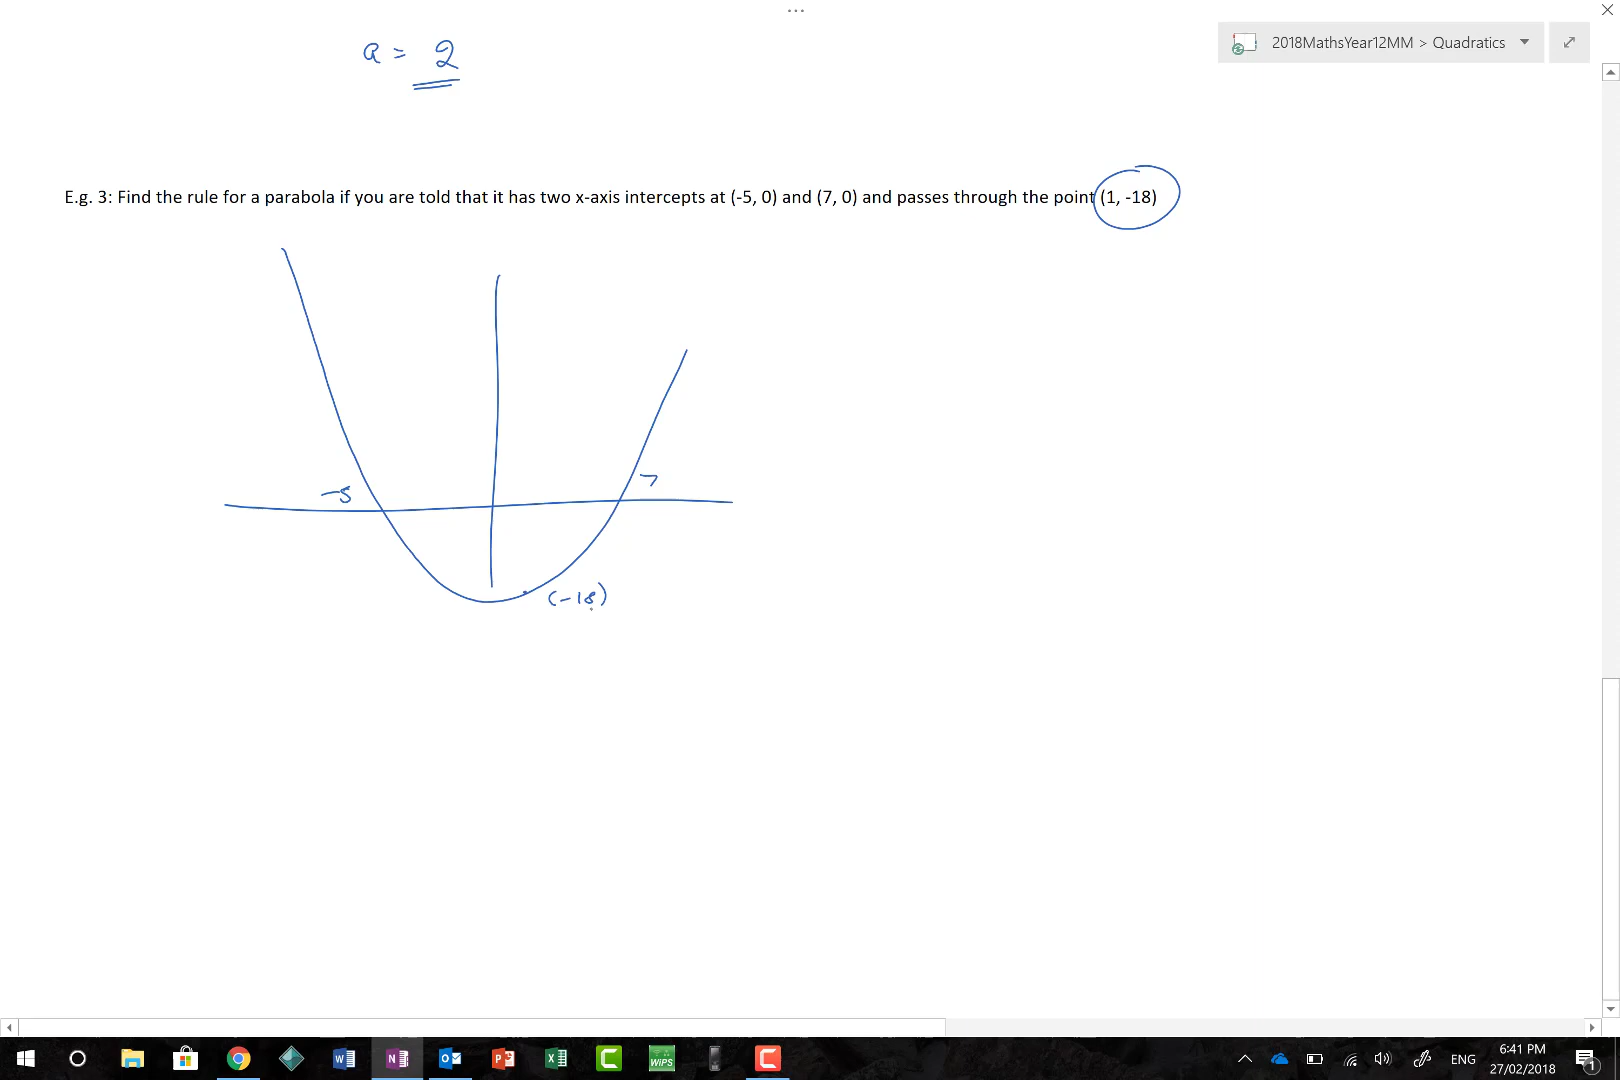 ...
2018MathsYear12MM > Quadratics
a = 2
E.g. 3: Find the rule for a parabola if you are told that it has two x-axis intercepts at (-5, 0) and (7, 0) and passes through the point (1, -18)
-5
7
(-18)
WiPS
ENG
6:41 PM
27/02/2018
1